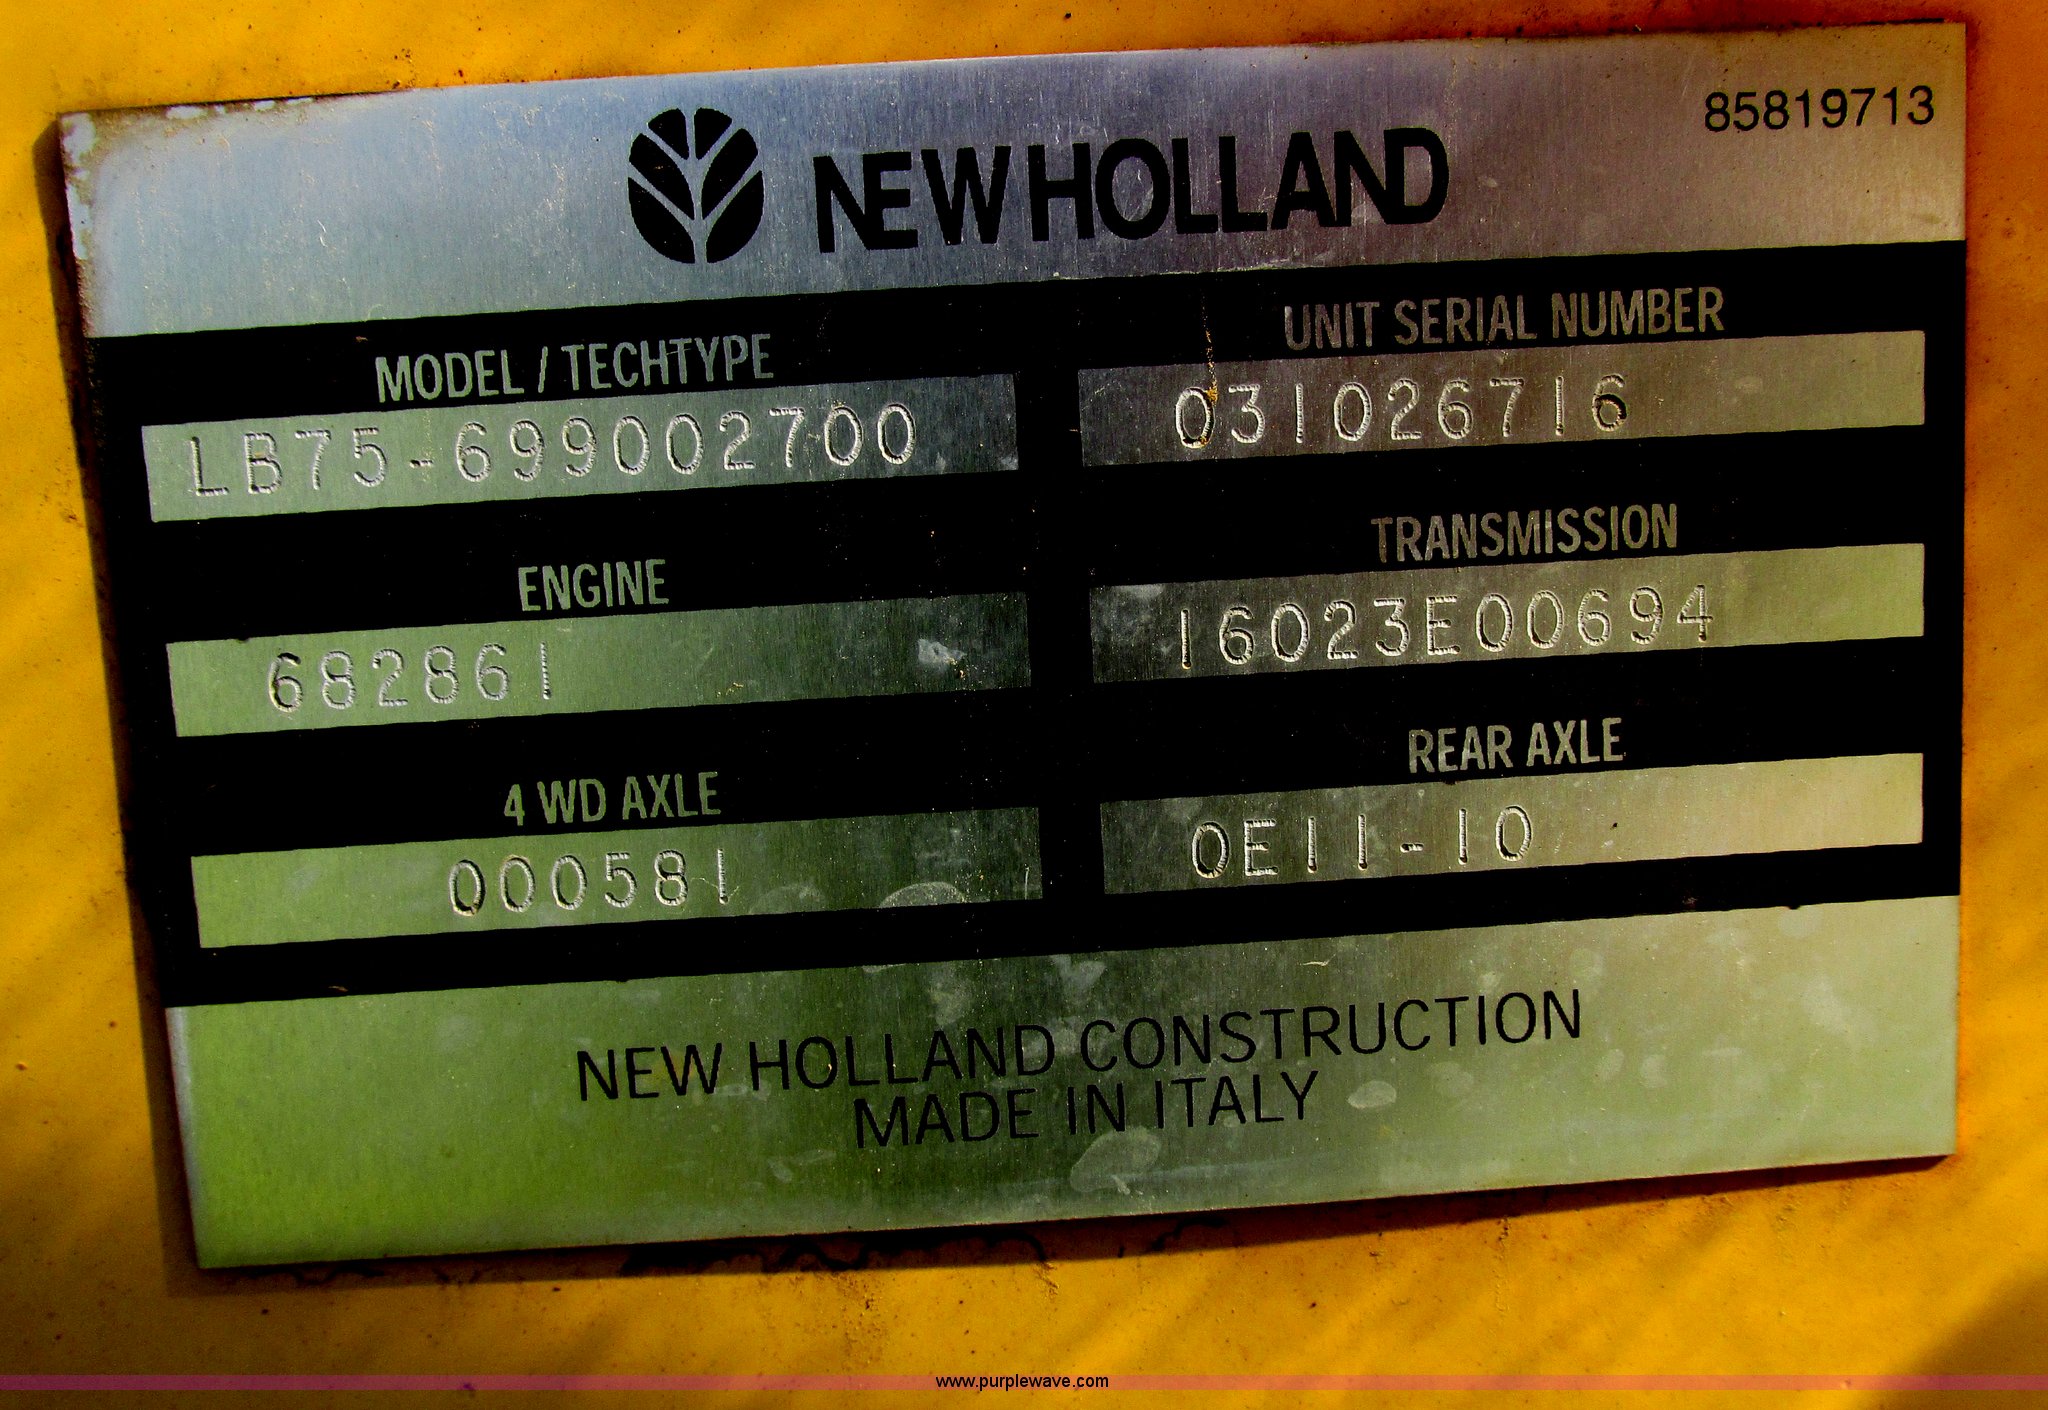 85819713
NEW HOLLAND
MODEL / TECHTYPE
LB75-699002700
UNIT SERIAL NUMBER
031026716
ENGINE
682861
TRANSMISSION
16023E00694
4 WD AXLE
000581
REAR AXLE
0E11-10
NEW HOLLAND CONSTRUCTION
MADE IN ITALY
www.purplewave.com